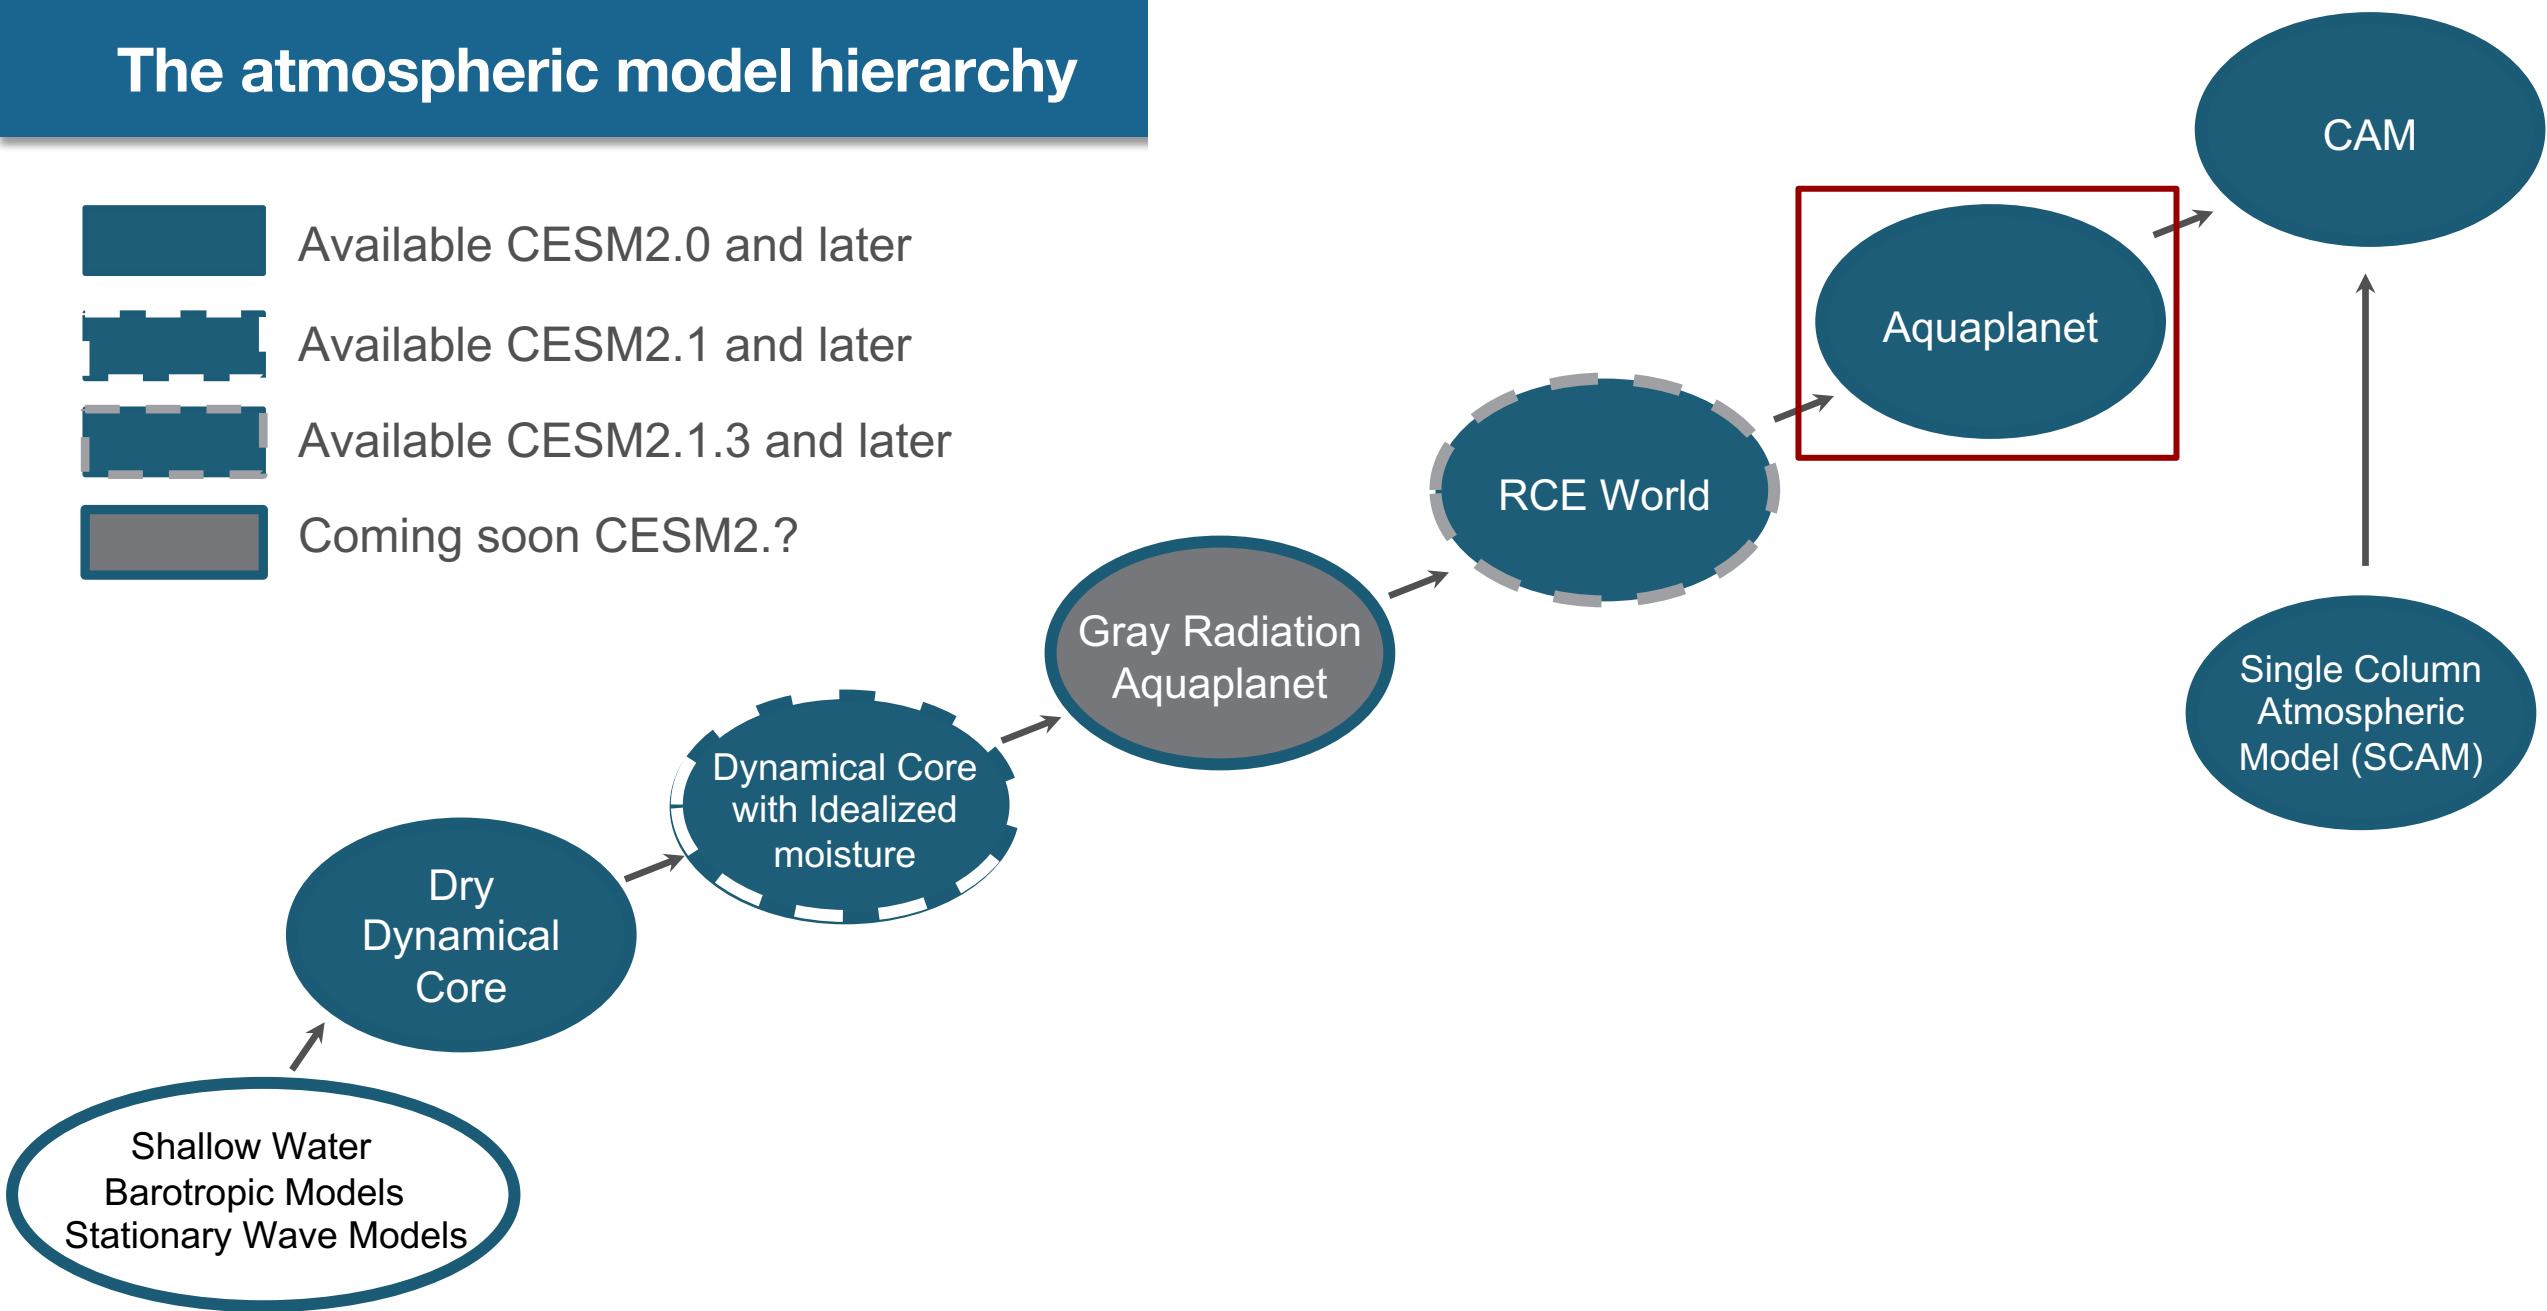 The atmospheric model hierarchy
Available CESM2.0 and later
Available CESM2.1 and later
Available CESM2.1.3 and later
Coming soon CESM2.?
CAM
Aquaplanet
RCE World
Gray Radiation
Aquaplanet
Single Column
Atmospheric
Model (SCAM)
Dynamical Core
with Idealized
moisture
Dry
Dynamical
Core
Shallow Water
Barotropic Models
Stationary Wave Models